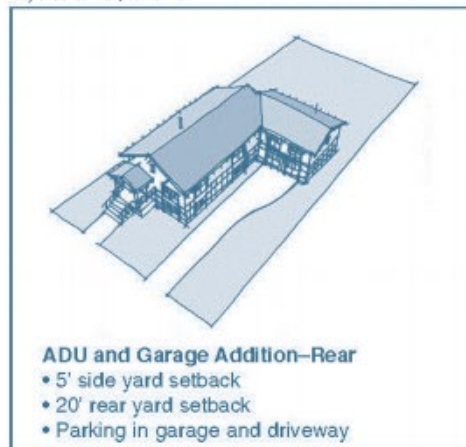 ADU and Garage Addition–Rear
• 5' side yard setback
• 20' rear yard setback
• Parking in garage and driveway